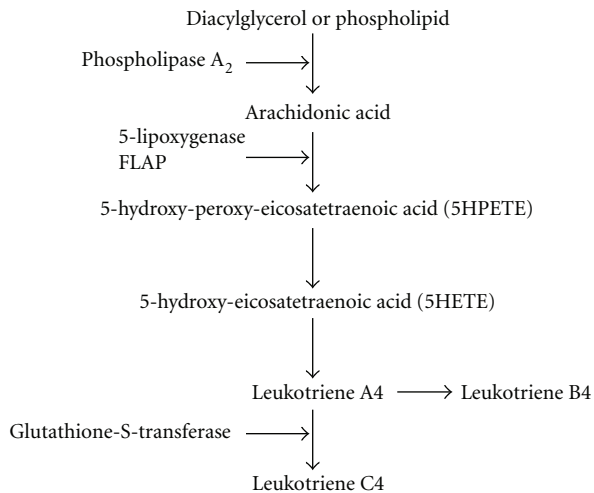 Diacylglycerol or phospholipid
Phospholipase A2
Arachidonic acid
5-lipoxygenase
FLAP
5-hydroxy-peroxy-eicosatetraenoic acid (5HPETE)
5-hydroxy-eicosatetraenoic acid (5HETE)
Leukotriene A4 Leukotriene B4
Glutathione-S-transferase
Leukotriene C4